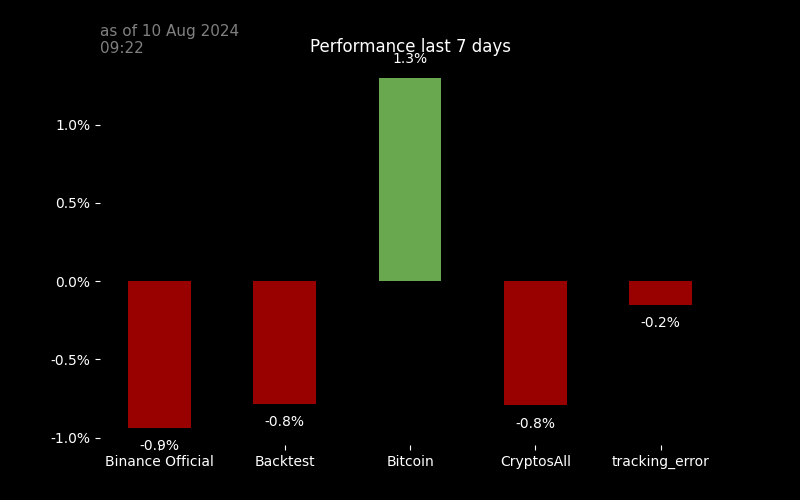 as of 10 Aug 2024
09:22
Performance last 7 days
1.3%
1.0%
0.5%
0.0%
-0.2%
-0.5%
-0.8%
-0.8%
-1.0%
-0.9%
Binance Official
Backtest
Bitcoin
CryptosAll
tracking_error